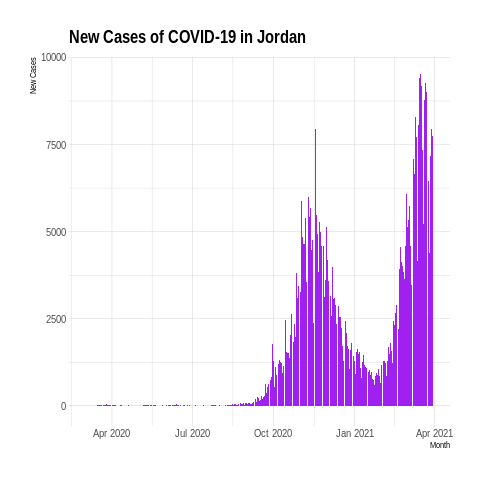 New Cases of COVID-19 in Jordan
New Cases
10000
7500
5000
2500
0
Apr 2020 Jul 2020 Oct 2020 Jan 2021 Apr 2021
Month